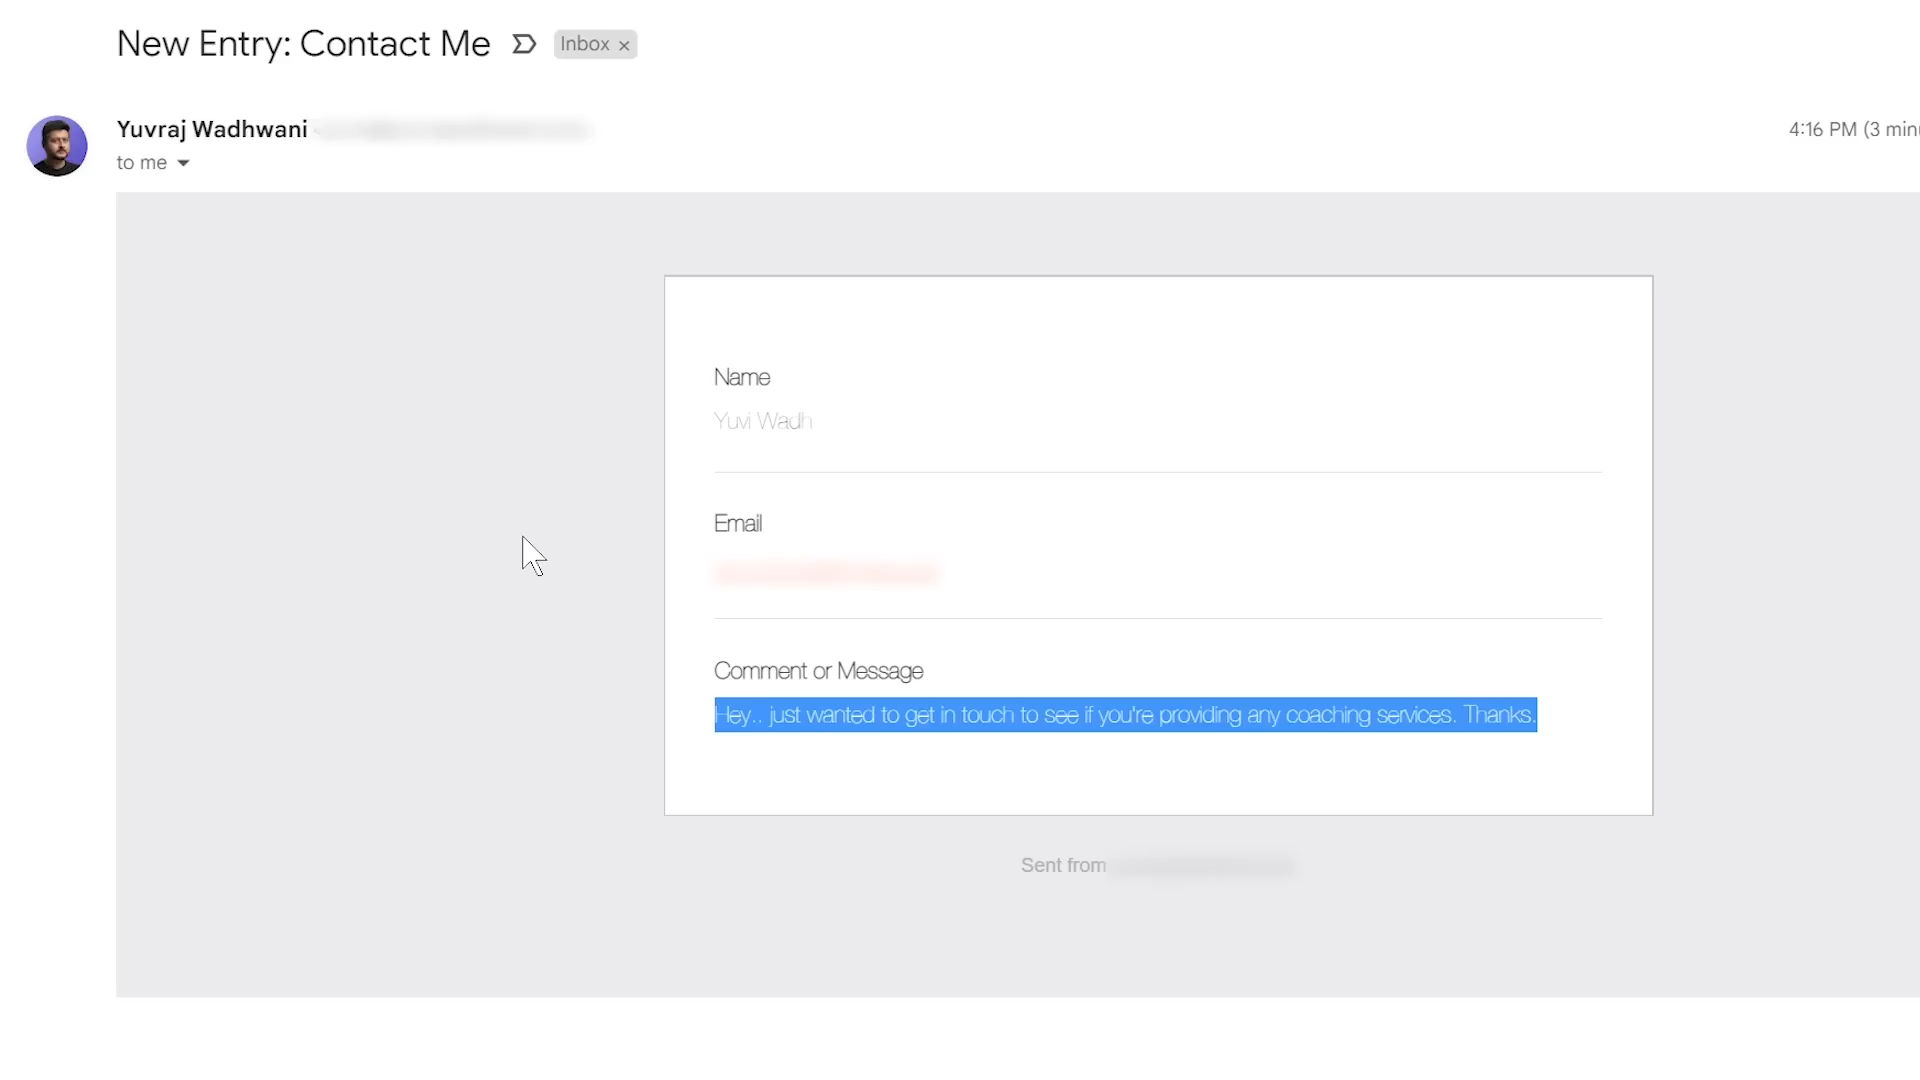 New Entry: Contact Me Inbox ×
Yuvraj Wadhwani
4:16 PM (3 minu
to me
Name
Yuvi Wadh
Email
Comment or Message
Hey.. just wanted to get in touch to see if you're providing any coaching services. Thanks.
Sent from